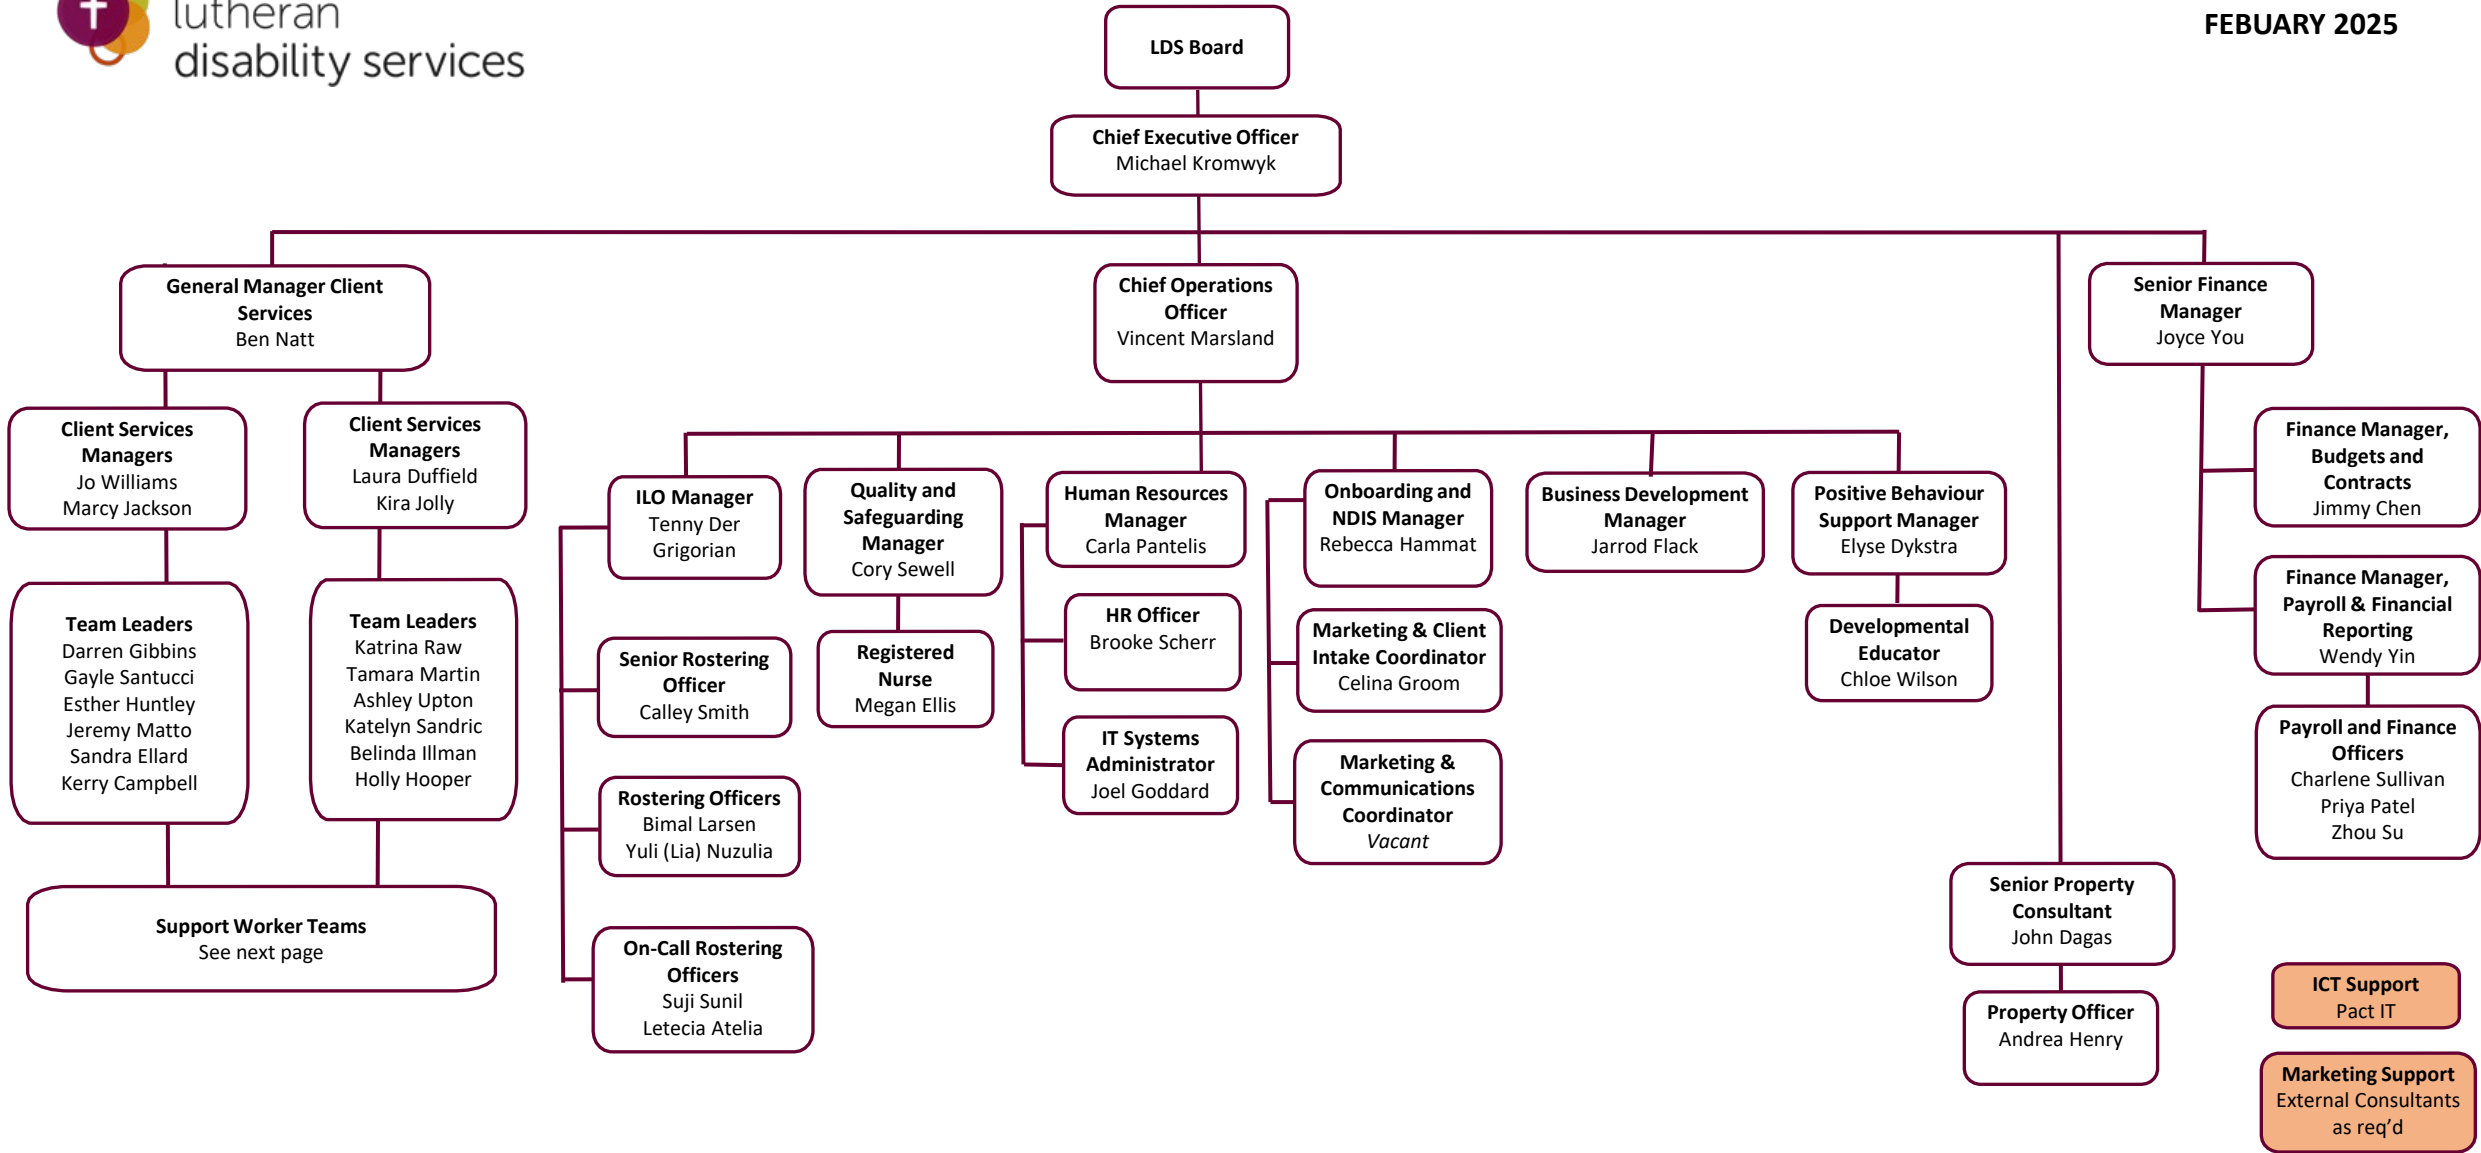 lutheran
disability services
FEBUARY 2025
LDS Board
Chief Executive Officer
Michael Kromwyk
General Manager Client
Services
Ben Natt
Chief Operations
Officer
Vincent Marsland
Senior Finance
Manager
Joyce You
Client Services
Managers
Jo Williams
Marcy Jackson
Client Services
Managers
Laura Duffield
Kira Jolly
Team Leaders
Darren Gibbins
Gayle Santucci
Esther Huntley
Jeremy Matto
Sandra Ellard
Kerry Campbell
Team Leaders
Katrina Raw
Tamara Martin
Ashley Upton
Katelyn Sandric
Belinda Illman
Holly Hooper
Support Worker Teams
See next page
ILO Manager
Tenny Der
Grigorian
Senior Rostering
Officer
Calley Smith
Rostering Officers
Bimal Larsen
Yuli (Lia) Nuzulia
On-Call Rostering
Officers
Suji Sunil
Letecia Atelia
Quality and
Safeguarding
Manager
Cory Sewell
Registered
Nurse
Megan Ellis
Human Resources
Manager
Carla Pantelis
HR Officer
Brooke Scherr
IT Systems
Administrator
Joel Goddard
Onboarding and
NDIS Manager
Rebecca Hammat
Marketing & Client
Intake Coordinator
Celina Groom
Marketing &
Communications
Coordinator
Vacant
Business Development
Manager
Jarrod Flack
Positive Behaviour
Support Manager
Elyse Dykstra
Developmental
Educator
Chloe Wilson
Senior Property
Consultant
John Dagas
Property Officer
Andrea Henry
Finance Manager,
Budgets and
Contracts
Jimmy Chen
Finance Manager,
Payroll & Financial
Reporting
Wendy Yin
Payroll and Finance
Officers
Charlene Sullivan
Priya Patel
Zhou Su
ICT Support
Pact IT
Marketing Support
External Consultants
as req’d